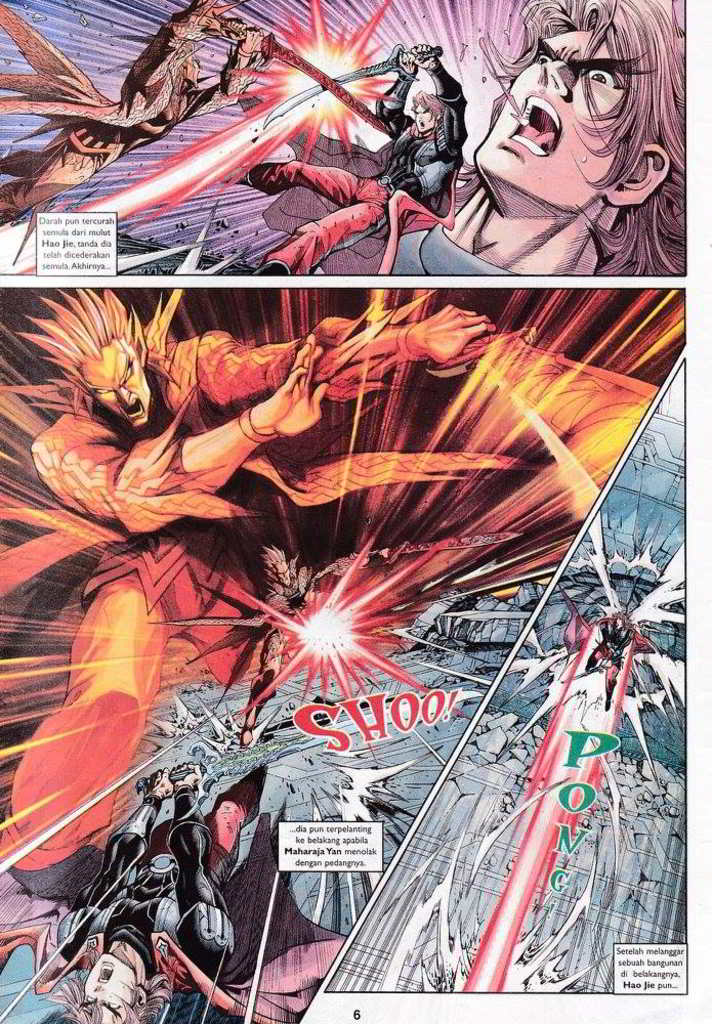 Darah pun tercurah
semula dari mulut
Hao Jie, tanda dia
telah dicederakan
semula. Akhirnya...
SHOO!
...dia pun terpelanting
ke belakang apabila
Maharaja Yan menolak
dengan pedangnya.
PONG!
Setelah melanggar
sebuah bangunan
di belakangnya,
Hao Jie pun...
6